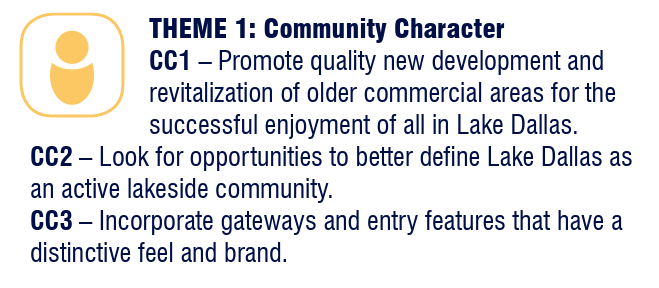 THEME 1: Community Character
CC1 – Promote quality new development and
revitalization of older commercial areas for the
successful enjoyment of all in Lake Dallas.
CC2 – Look for opportunities to better define Lake Dallas as
an active lakeside community.
CC3 – Incorporate gateways and entry features that have a
distinctive feel and brand.